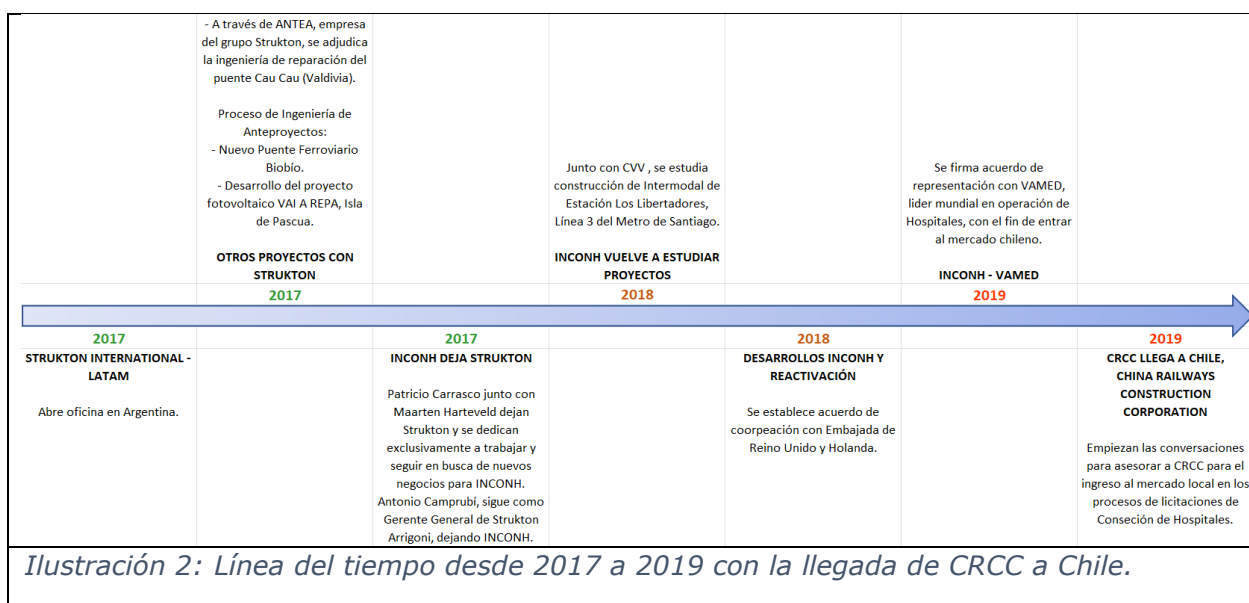 - A través de ANTEA, empresa
del grupo Strukton, se adjudica
la ingeniería de reparación del
puente Cau Cau (Valdivia).
Proceso de Ingeniería de
Anteproyectos:
- Nuevo Puente Ferroviario
Biobío.
- Desarrollo del proyecto
fotovoltaico VAI A REPA, Isla
de Pascua.
OTROS PROYECTOS CON
STRUKTON
2017
Junto con CVV , se estudia
construcción de Intermodal de
Estación Los Libertadores,
Línea 3 del Metro de Santiago.
INCONH VUELVE A ESTUDIAR
PROYECTOS
2018
Se firma acuerdo de
representación con VAMED,
lider mundial en operación de
Hospitales, con el fin de entrar
al mercado chileno.
INCONH - VAMED
2019
2017
STRUKTON INTERNATIONAL -
LATAM
Abre oficina en Argentina.
2017
INCONH DEJA STRUKTON
Patricio Carrasco junto con
Maarten Harteveld dejan
Strukton y se dedican
exclusivamente a trabajar y
seguir en busca de nuevos
negocios para INCONH.
Antonio Camprubí, sigue como
Gerente General de Strukton
Arrigoni, dejando INCONH.
2018
DESARROLLOS INCONH Y
REACTIVACIÓN
Se establece acuerdo de
coorpeación con Embajada de
Reino Unido y Holanda.
2019
CRCC LLEGA A CHILE,
CHINA RAILWAYS
CONSTRUCTION
CORPORATION
Empiezan las conversaciones
para asesorar a CRCC para el
ingreso al mercado local en los
procesos de licitaciones de
Conseción de Hospitales.
Ilustración 2: Línea del tiempo desde 2017 a 2019 con la llegada de CRCC a Chile.